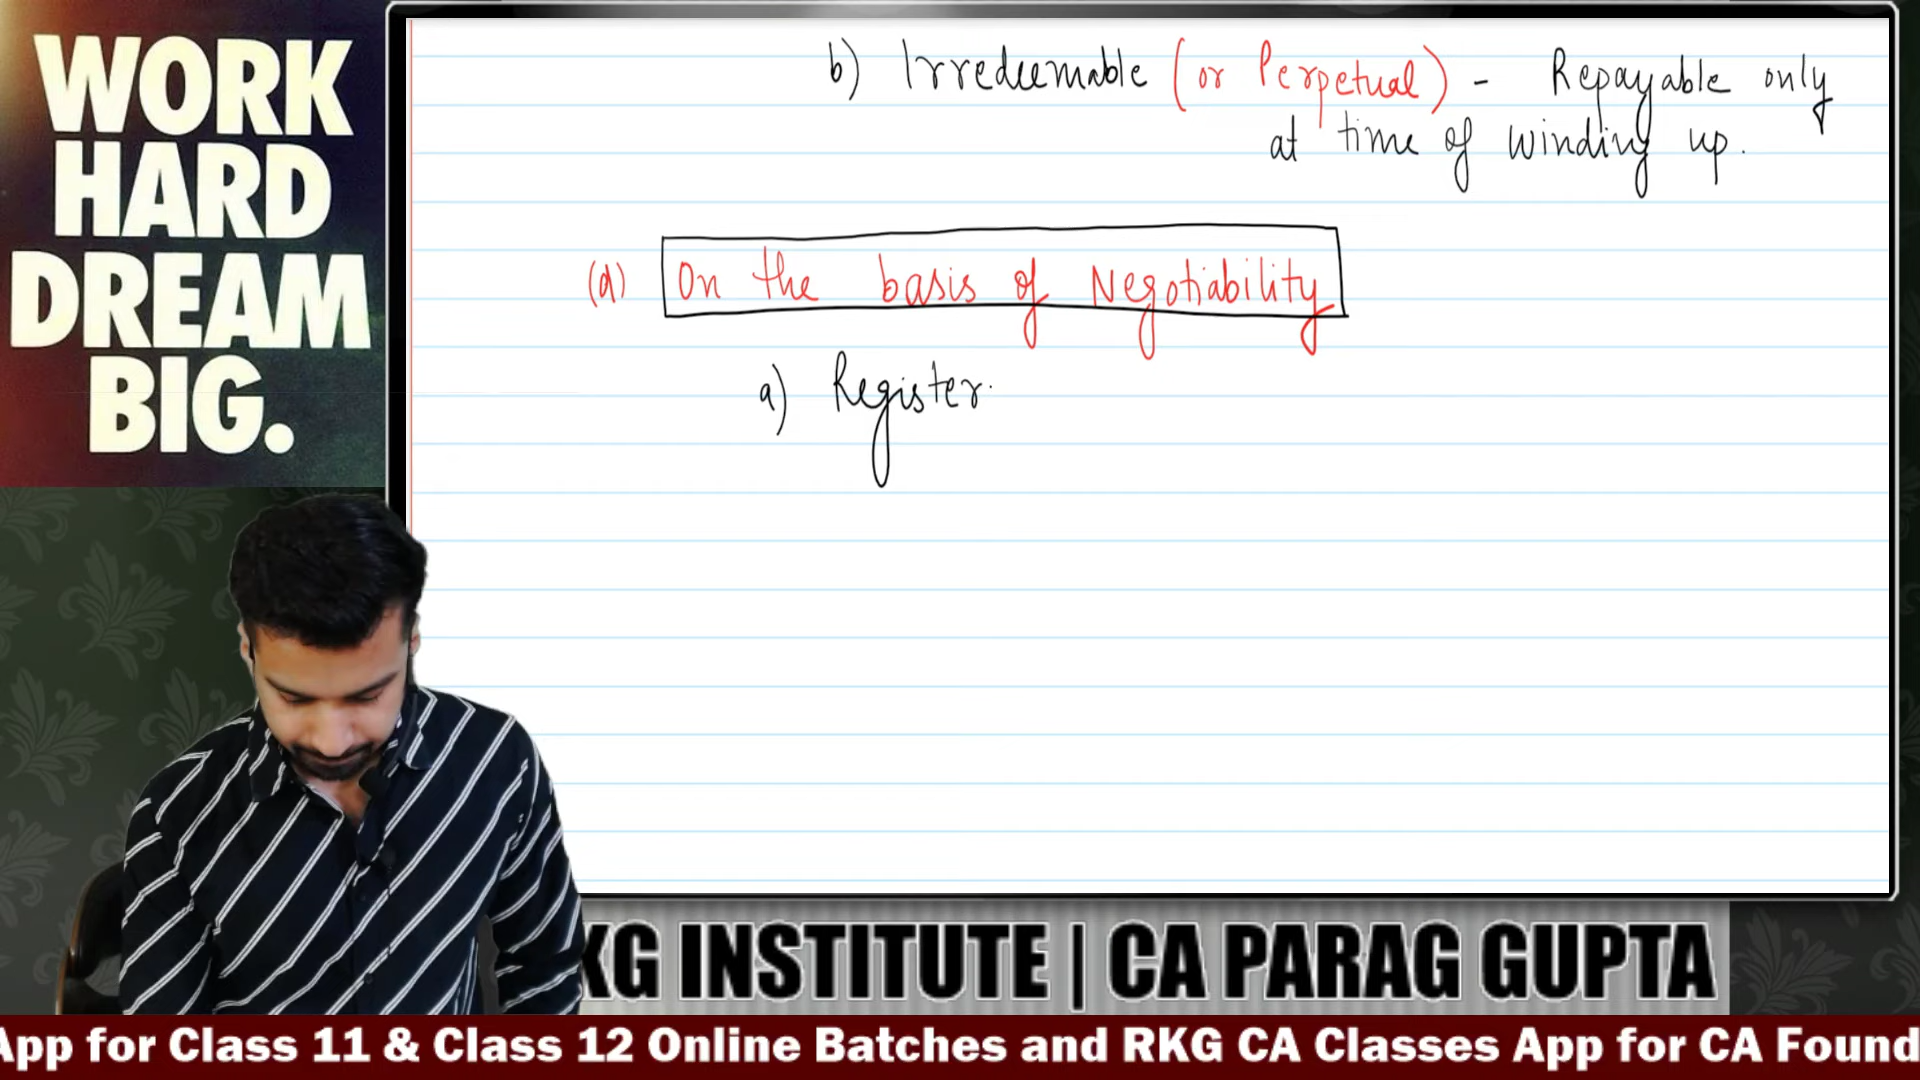 WORK
HARD
DREAM
BIG.
b) Irredeemable (or Perpetual) - Repayable only
at time of winding up.
(d) On the basis of Negotiability
a) Register
KG INSTITUTE | CA PARAG GUPTA
App for Class 11 & Class 12 Online Batches and RKG CA Classes App for CA Found